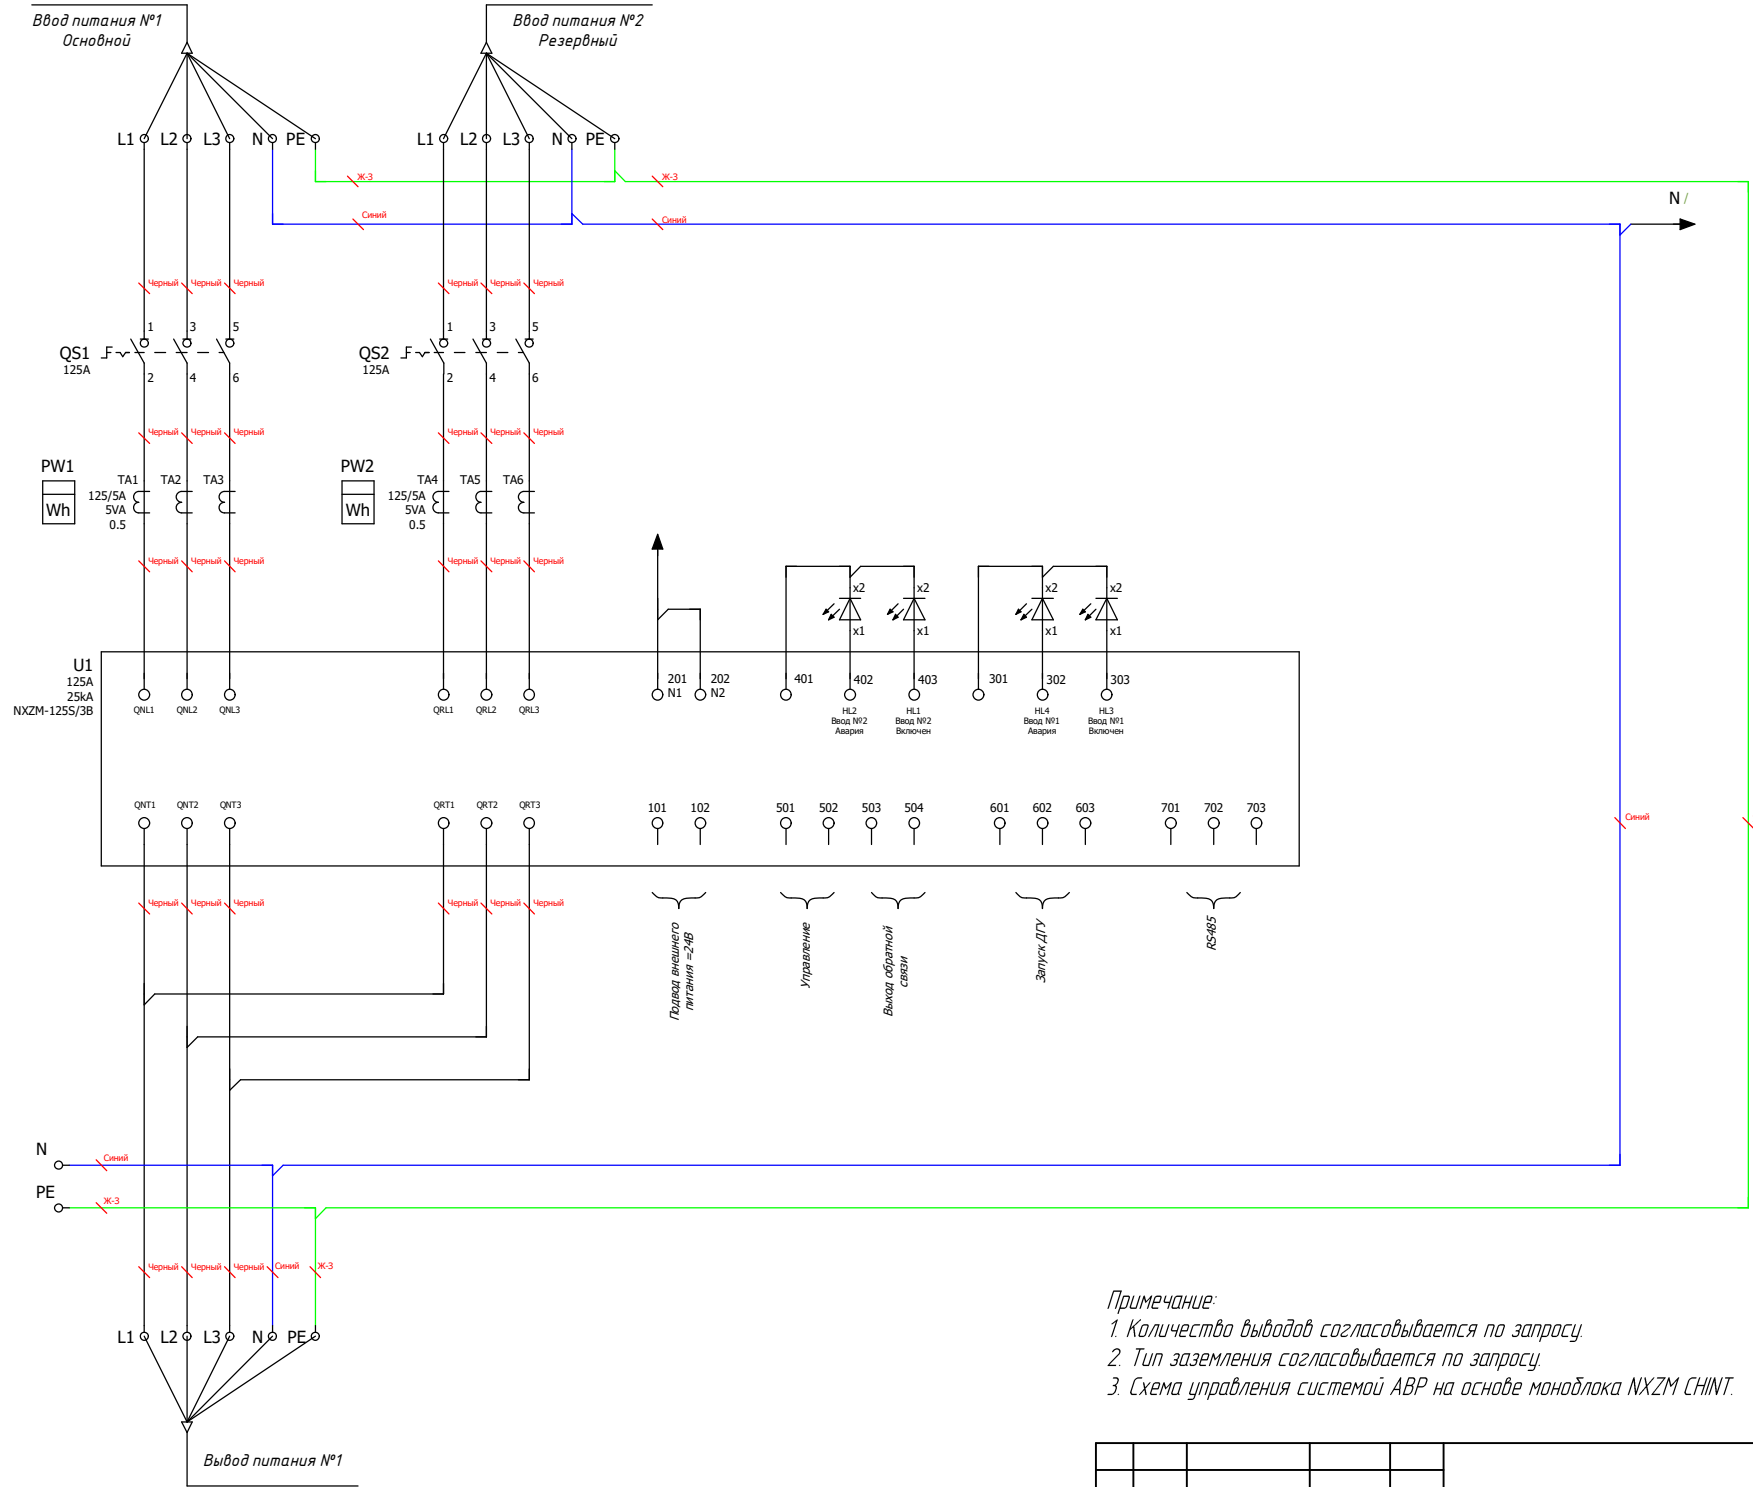 Ввод питания №1
Основной
Ввод питания №2
Резервный
L1 L2 L3 N PE
L1 L2 L3 N PE
Ж-З
Ж-З
N /
Синий
Синий
Черный Черный Черный
Черный Черный Черный
1 3 5
1 3 5
QS1
125A
QS2
125A
2 4 6
2 4 6
Черный Черный Черный
Черный Черный Черный
PW1
Wh
TA1 TA2 TA3
125/5A
5VA
0.5
PW2
Wh
TA4 TA5 TA6
125/5A
5VA
0.5
Черный Черный Черный
Черный Черный Черный
x2 x2 x2 x2
x1 x1 x1 x1
U1
125A
25kA
NXZM-125S/3B
QNL1 QNL2 QNL3
QRL1 QRL2 QRL3
201
N1
202
N2
401 402 403
301 302 303
HL2
Ввод №2
Авария
HL1
Ввод №2
Включен
HL4
Ввод №1
Авария
HL3
Ввод №1
Включен
QNT1 QNT2 QNT3
QRT1 QRT2 QRT3
101 102
501 502 503 504
601 602 603
701 702 703
Синий
Черный Черный Черный
Черный Черный Черный
Подвод внешнего
питания =24В
Управление
Выход обратной
связи
Запуск ДГУ
RS485
N
Синий
PE
Ж-З
Черный Черный Черный Синий Ж-З
L1 L2 L3 N PE
Вывод питания №1
Примечание:
1. Количество выводов согласовывается по запросу.
2. Тип заземления согласовывается по запросу.
3. Схема управления системой АВР на основе моноблока NXZM CHINT.